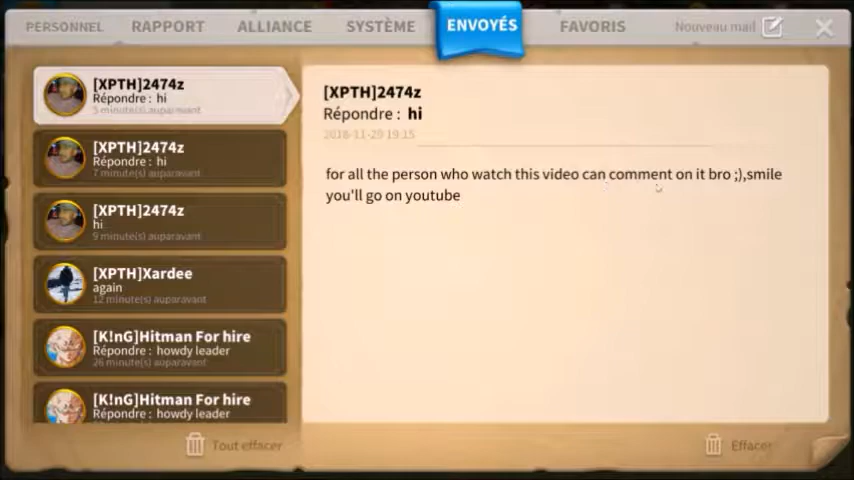 PERSONNEL
RAPPORT
ALLIANCE
SYSTÈME
ENVOYÉS
FAVORIS
Nouveau mail
[XPTH]2474z
Répondre : hi
5 minute(s) auparavant
[XPTH]2474z
Répondre : hi
7 minute(s) auparavant
[XPTH]2474z
hi
9 minute(s) auparavant
[XPTH]Xardee
again
12 minute(s) auparavant
[K!nG]Hitman For hire
Répondre : howdy leader
26 minute(s) auparavant
[K!nG]Hitman For hire
Répondre : howdy leader
Tout effacer
[XPTH]2474z
Répondre : hi
2018-11-29 19:15
for all the person who watch this video can comment on it bro ;),smile
you'll go on youtube
Effacer